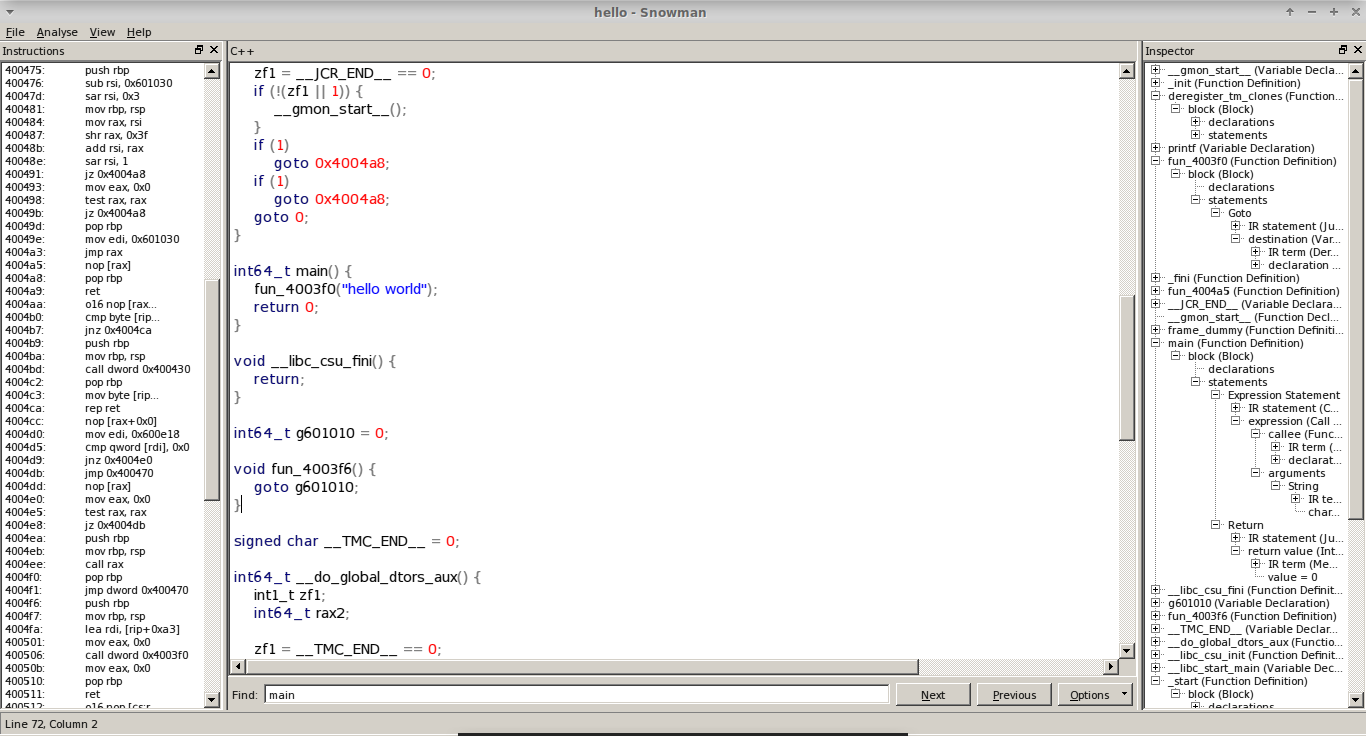 hello - Snowman
File Analyse View Help
Instructions
400475: push rbp
400476: sub rsi, 0x601030
40047d: sar rsi, 0x3
400481: mov rbp, rsp
400484: mov rax, rsi
400487: shr rax, 0x3f
40048b: add rsi, rax
40048e: sar rsi, 1
400491: jz 0x4004a8
400493: mov eax, 0x0
400498: test rax, rax
40049b: jz 0x4004a8
40049d: pop rbp
40049e: mov edi, 0x601030
4004a3: jmp rax
4004a5: nop [rax]
4004a8: pop rbp
4004a9: ret
4004aa: o16 nop [rax...
4004b0: cmp byte [rip...
4004b7: jnz 0x4004ca
4004b9: push rbp
4004ba: mov rbp, rsp
4004bd: call dword 0x400430
4004c2: pop rbp
4004c3: mov byte [rip...
4004ca: rep ret
4004cc: nop [rax+0x0]
4004d0: mov edi, 0x600e18
4004d5: cmp qword [rdi], 0x0
4004d9: jnz 0x4004e0
4004db: jmp 0x400470
4004dd: nop [rax]
4004e0: mov eax, 0x0
4004e5: test rax, rax
4004e8: jz 0x4004db
4004ea: push rbp
4004eb: mov rbp, rsp
4004ee: call rax
4004f0: pop rbp
4004f1: jmp dword 0x400470
4004f6: push rbp
4004f7: mov rbp, rsp
4004fa: lea rdi, [rip+0xa3]
400501: mov eax, 0x0
400506: call dword 0x4003f0
40050b: mov eax, 0x0
400510: pop rbp
400511: ret
400512: o16 nop [cs:r
C++
zf1 = __JCR_END__ == 0;
if (!(zf1 || 1)) {
__gmon_start__();
}
if (1)
goto 0x4004a8;
if (1)
goto 0x4004a8;
goto 0;
}
int64_t main() {
fun_4003f0("hello world");
return 0;
}
void __libc_csu_fini() {
return;
}
int64_t g601010 = 0;
void fun_4003f6() {
goto g601010;
}
signed char __TMC_END__ = 0;
int64_t __do_global_dtors_aux() {
int1_t zf1;
int64_t rax2;
zf1 = __TMC_END__ == 0;
Find: main Next Previous Options
Inspector
__gmon_start__ (Variable Decla...
_init (Function Definition)
deregister_tm_clones (Function...
block (Block)
declarations
statements
printf (Variable Declaration)
fun_4003f0 (Function Definition)
block (Block)
declarations
statements
Goto
IR statement (Ju...
destination (Var...
IR term (Der...
declaration ...
_fini (Function Definition)
fun_4004a5 (Function Definition)
__JCR_END__ (Variable Declara...
__gmon_start__ (Function Decl...
frame_dummy (Function Definiti...
main (Function Definition)
block (Block)
declarations
statements
Expression Statement
IR statement (C...
expression (Call ...
callee (Func...
IR term (...
declarat...
arguments
String
IR te...
char...
Return
IR statement (Ju...
return value (Int...
IR term (Me...
value = 0
__libc_csu_fini (Function Definit...
g601010 (Variable Declaration)
fun_4003f6 (Function Definition)
__TMC_END__ (Variable Declar...
__do_global_dtors_aux (Function...
__libc_csu_init (Function Definit...
__libc_start_main (Variable Dec...
_start (Function Definition)
block (Block)
declarations
Line 72, Column 2